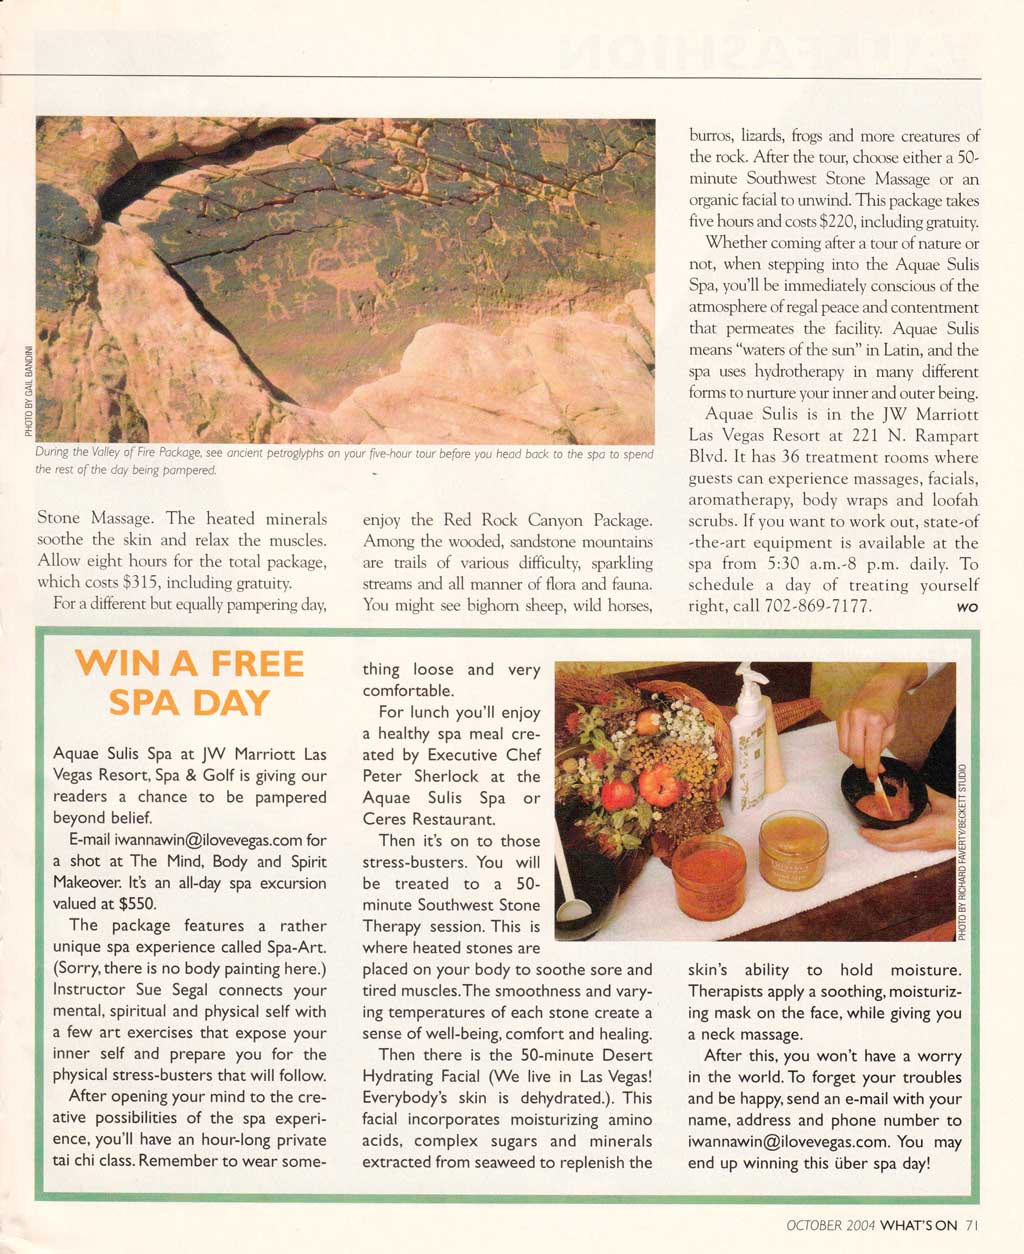 PHOTO BY GAIL BANDINI
During the Valley of Fire Package, see ancient petroglyphs on your five-hour tour before you head back to the spa to spend
the rest of the day being pampered.
Stone Massage. The heated minerals
soothe the skin and relax the muscles.
Allow eight hours for the total package,
which costs $315, including gratuity.
For a different but equally pampering day,
enjoy the Red Rock Canyon Package.
Among the wooded, sandstone mountains
are trails of various difficulty, sparkling
streams and all manner of flora and fauna.
You might see bighorn sheep, wild horses,
burros, lizards, frogs and more creatures of
the rock. After the tour, choose either a 50-
minute Southwest Stone Massage or an
organic facial to unwind. This package takes
five hours and costs $220, including gratuity.
Whether coming after a tour of nature or
not, when stepping into the Aquae Sulis
Spa, you'll be immediately conscious of the
atmosphere of regal peace and contentment
that permeates the facility. Aquae Sulis
means "waters of the sun" in Latin, and the
spa uses hydrotherapy in many different
forms to nurture your inner and outer being.
Aquae Sulis is in the JW Marriott
Las Vegas Resort at 221 N. Rampart
Blvd. It has 36 treatment rooms where
guests can experience massages, facials,
aromatherapy, body wraps and loofah
scrubs. If you want to work out, state-of
-the-art equipment is available at the
spa from 5:30 a.m.-8 p.m. daily. To
schedule a day of treating yourself
right, call 702-869-7177. WO
WIN A FREE
SPA DAY
Aquae Sulis Spa at JW Marriott Las
Vegas Resort, Spa & Golf is giving our
readers a chance to be pampered
beyond belief.
E-mail iwannawin@ilovevegas.com for
a shot at The Mind, Body and Spirit
Makeover. It's an all-day spa excursion
valued at $550.
The package features a rather
unique spa experience called Spa-Art.
(Sorry, there is no body painting here.)
Instructor Sue Segal connects your
mental, spiritual and physical self with
a few art exercises that expose your
inner self and prepare you for the
physical stress-busters that will follow.
After opening your mind to the cre-
ative possibilities of the spa experi-
ence, you'll have an hour-long private
tai chi class. Remember to wear some-
thing loose and very
comfortable.
For lunch you'll enjoy
a healthy spa meal cre-
ated by Executive Chef
Peter Sherlock at the
Aquae Sulis Spa or
Ceres Restaurant.
Then it's on to those
stress-busters. You will
be treated to a 50-
minute Southwest Stone
Therapy session. This is
where heated stones are
placed on your body to soothe sore and
tired muscles. The smoothness and vary-
ing temperatures of each stone create a
sense of well-being, comfort and healing.
Then there is the 50-minute Desert
Hydrating Facial (We live in Las Vegas!
Everybody's skin is dehydrated.). This
facial incorporates moisturizing amino
acids, complex sugars and minerals
extracted from seaweed to replenish the
PHOTO BY RICHARD FAVERTY/BECKETT STUDIO
skin's ability to hold moisture.
Therapists apply a soothing, moisturiz-
ing mask on the face, while giving you
a neck massage.
After this, you won't have a worry
in the world. To forget your troubles
and be happy, send an e-mail with your
name, address and phone number to
iwannawin@ilovevegas.com. You may
end up winning this über spa day!
OCTOBER 2004 WHAT'S ON 71